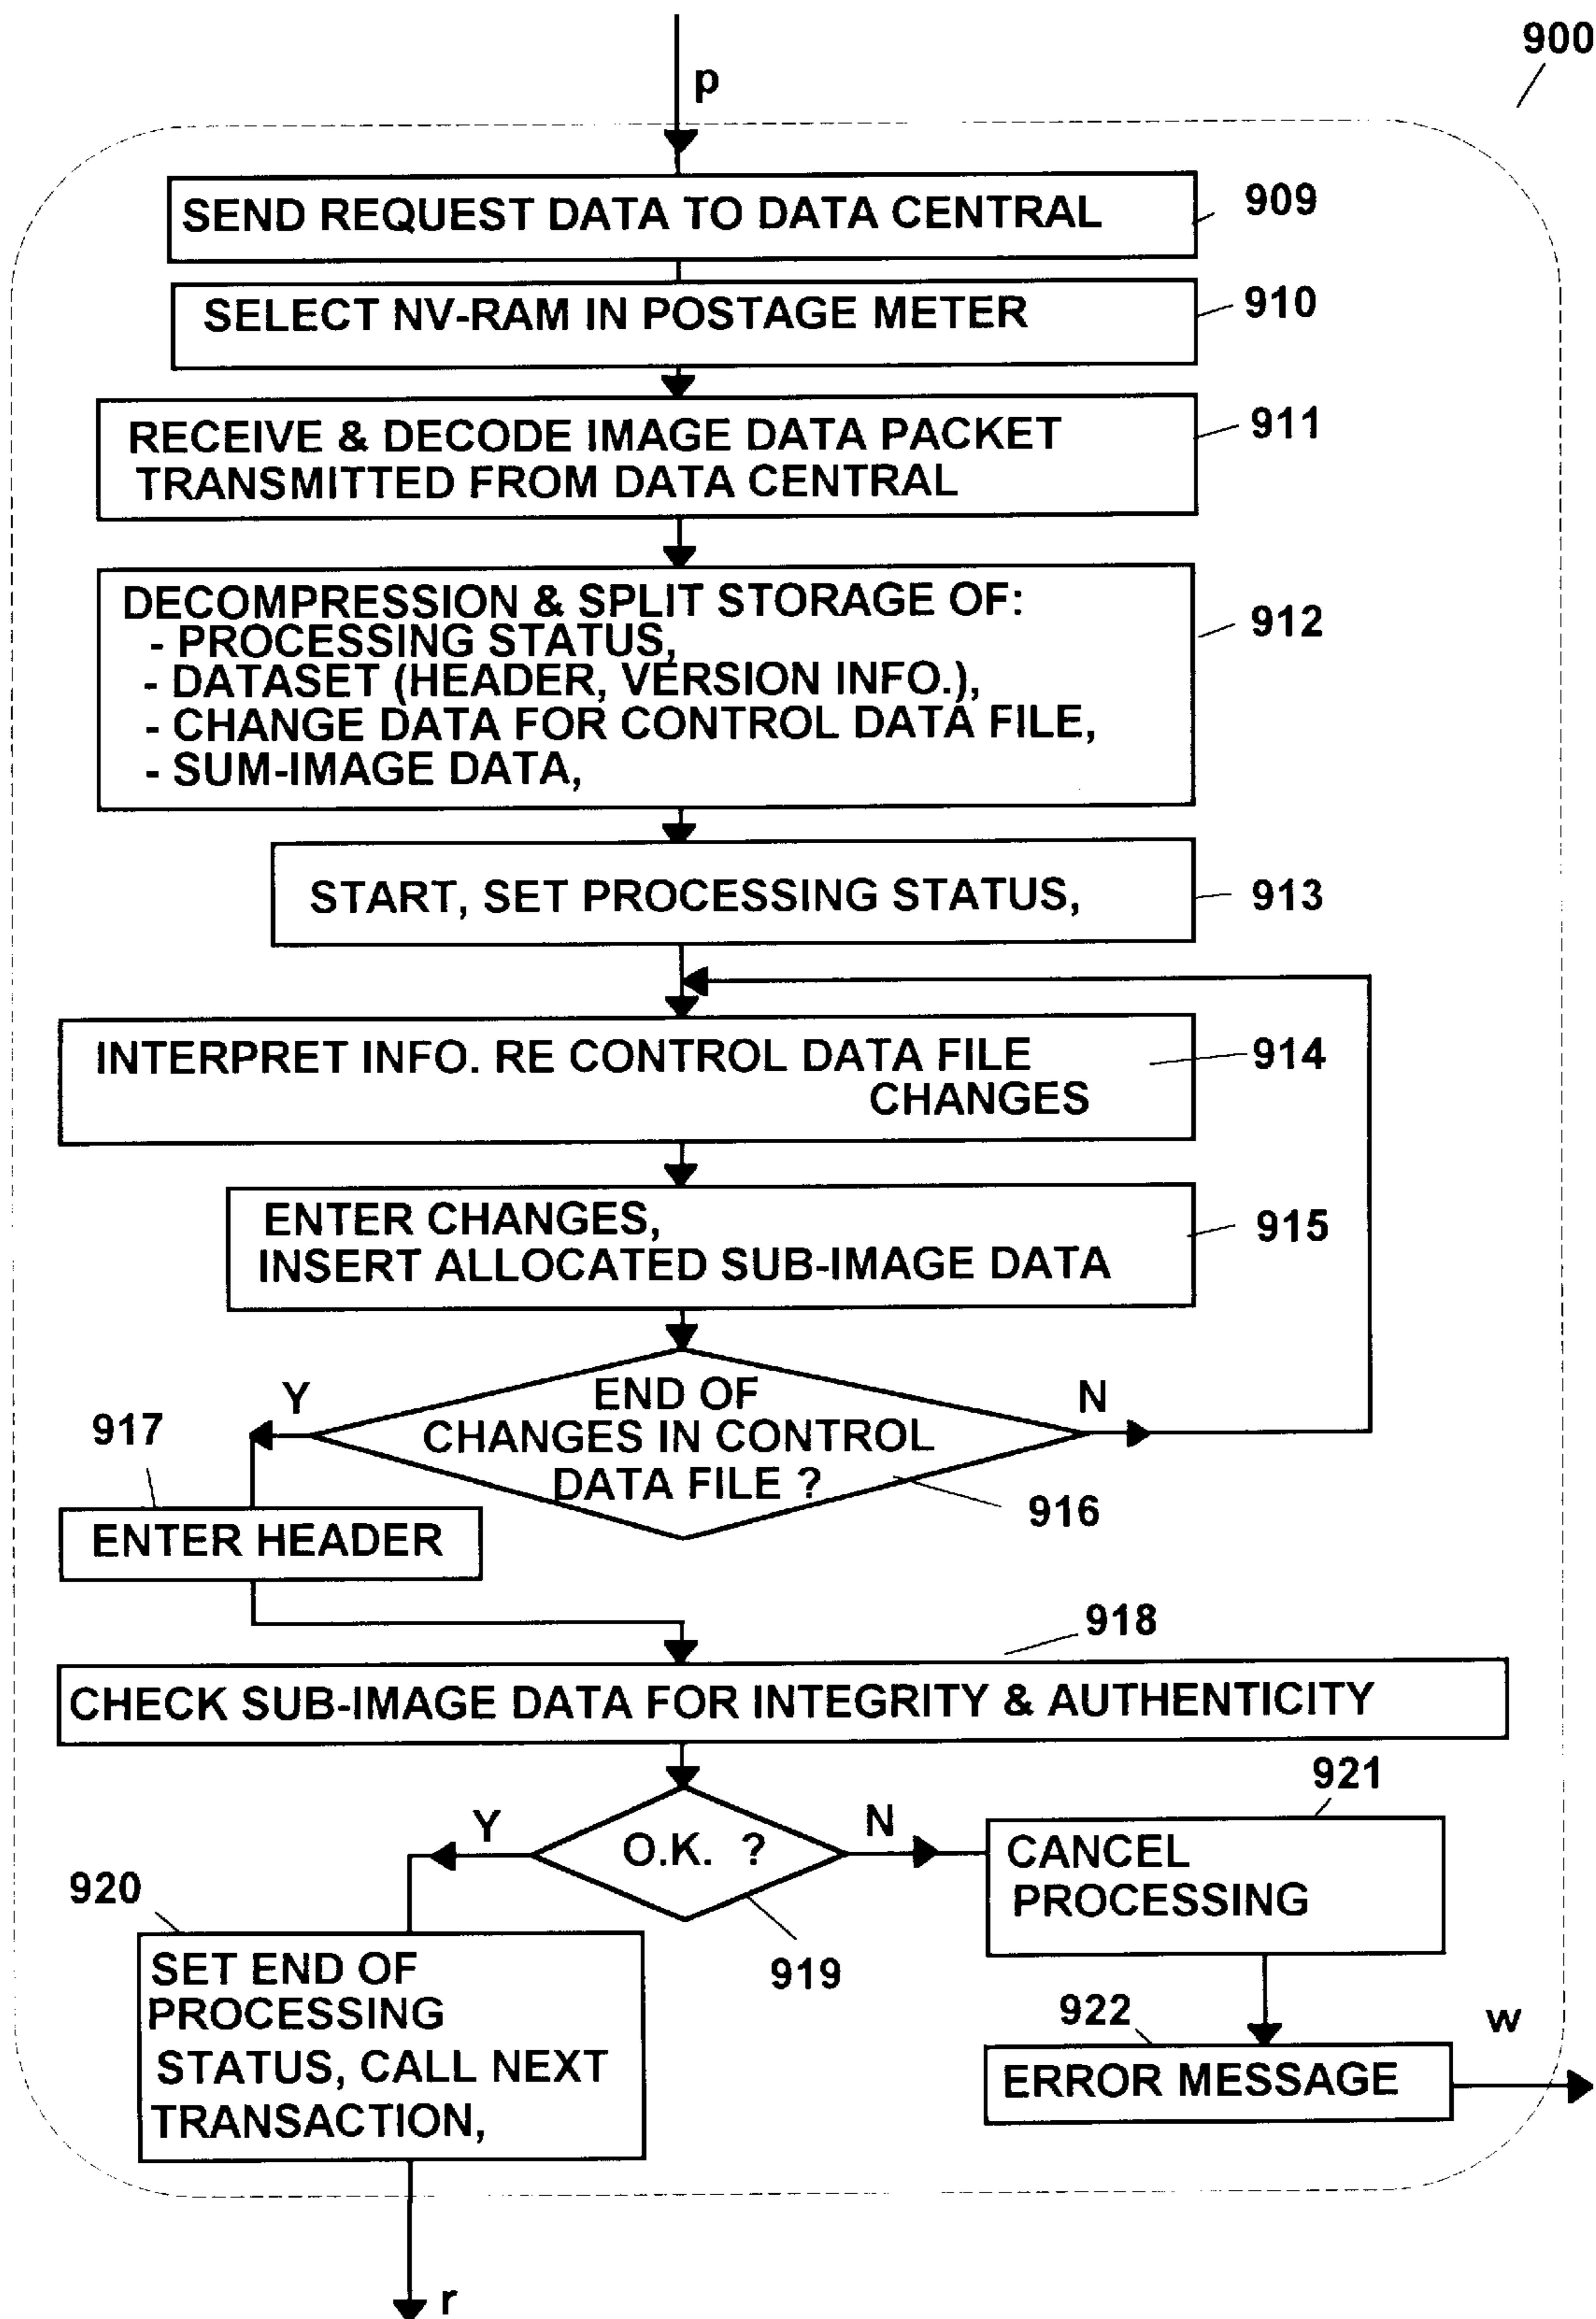 900
p
SEND REQUEST DATA TO DATA CENTRAL
909
SELECT NV-RAM IN POSTAGE METER
910
RECEIVE & DECODE IMAGE DATA PACKET
TRANSMITTED FROM DATA CENTRAL
911
DECOMPRESSION & SPLIT STORAGE OF:
- PROCESSING STATUS,
- DATASET (HEADER, VERSION INFO.),
- CHANGE DATA FOR CONTROL DATA FILE,
- SUM-IMAGE DATA,
912
START, SET PROCESSING STATUS,
913
INTERPRET INFO. RE CONTROL DATA FILE
CHANGES
914
ENTER CHANGES,
INSERT ALLOCATED SUB-IMAGE DATA
915
Y
END OF
CHANGES IN CONTROL
DATA FILE ?
N
916
917
ENTER HEADER
918
CHECK SUB-IMAGE DATA FOR INTEGRITY & AUTHENTICITY
Y
O.K. ?
N
919
921
CANCEL
PROCESSING
920
SET END OF
PROCESSING
STATUS, CALL NEXT
TRANSACTION,
922
ERROR MESSAGE
w
r